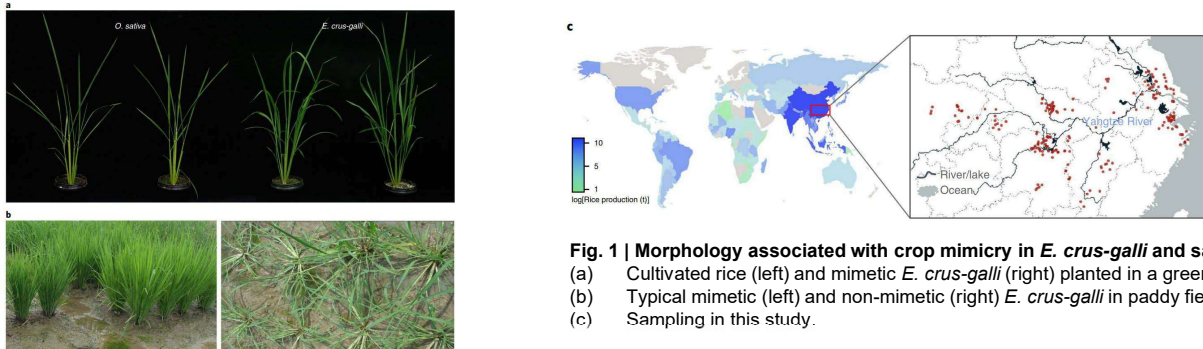 a
O. sativa
E. crus-galli
b
c
10
1
log[Rice production (t)]
Yangtze River
River/lake
Ocean
Fig. 1 | Morphology associated with crop mimicry in E. crus-galli and
(a) Cultivated rice (left) and mimetic E. crus-galli (right) planted in a
(b) Typical mimetic (left) and non-mimetic (right) E. crus-galli in paddy
(c) Sampling in this study.